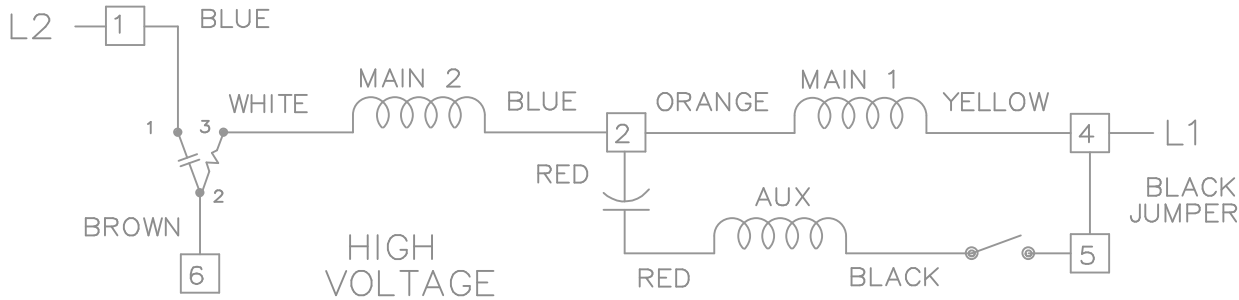 L2
1
BLUE
WHITE
MAIN 2
BLUE
ORANGE
MAIN 1
YELLOW
1
3
2
4
L1
RED
BROWN
2
AUX
BLACK
JUMPER
HIGH
VOLTAGE
6
RED
BLACK
5